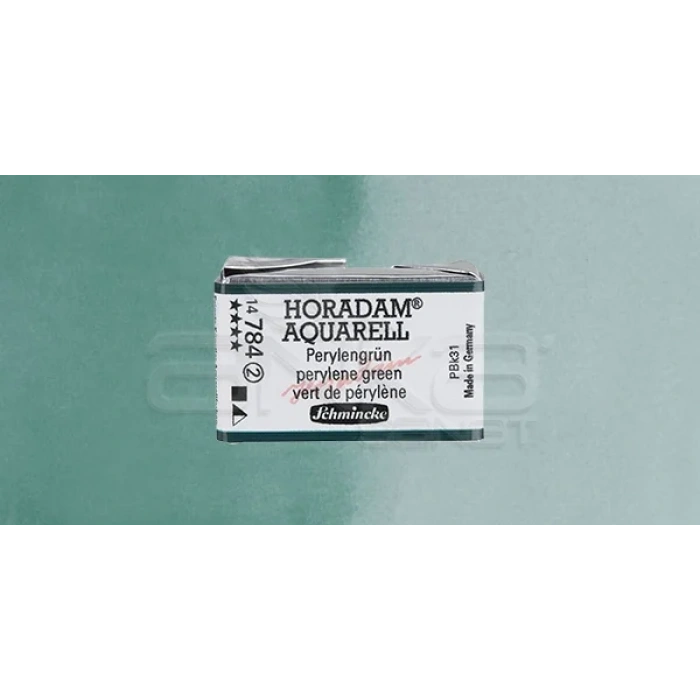 HORADAM®
AQUARELL
Perylengrün
perylene green
vert de pérylène
Schmincke
14 784 2
★★★★
PBk31
Made in Germany